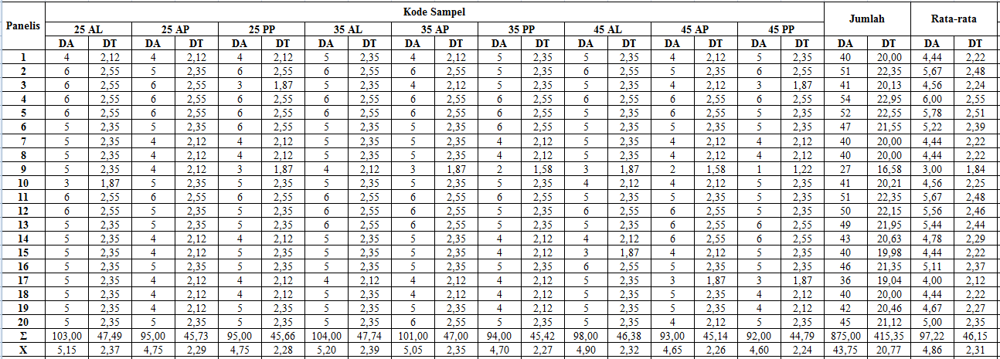 Panelis Kode Sampel Jumlah Rata-rata
25 AL 25 AP 25 PP 35 AL 35 AP 35 PP 45 AL 45 AP 45 PP
DA DT DA DT DA DT DA DT DA DT DA DT DA DT DA DT DA DT DA DT DA DT
1 4 2,12 4 2,12 4 2,12 5 2,35 4 2,12 5 2,35 5 2,35 4 2,12 5 2,35 40 20,00 4,44 2,22
2 6 2,55 5 2,35 6 2,55 6 2,55 6 2,55 5 2,35 6 2,55 5 2,35 6 2,55 51 22,35 5,67 2,48
3 6 2,55 6 2,55 3 1,87 5 2,35 4 2,12 5 2,35 5 2,35 4 2,12 3 1,87 41 20,13 4,56 2,24
4 6 2,55 6 2,55 6 2,55 6 2,55 6 2,55 6 2,55 6 2,55 6 2,55 6 2,55 54 22,95 6,00 2,55
5 6 2,55 6 2,55 6 2,55 6 2,55 6 2,55 6 2,55 5 2,35 6 2,55 5 2,35 52 22,55 5,78 2,51
6 5 2,35 5 2,35 6 2,55 5 2,35 5 2,35 6 2,55 5 2,35 5 2,35 5 2,35 47 21,55 5,22 2,39
7 5 2,35 4 2,12 4 2,12 5 2,35 5 2,35 4 2,12 5 2,35 4 2,12 4 2,12 40 20,00 4,44 2,22
8 5 2,35 4 2,12 4 2,12 5 2,35 5 2,35 4 2,12 5 2,35 4 2,12 4 2,12 40 20,00 4,44 2,22
9 5 2,35 4 2,12 3 1,87 4 2,12 3 1,87 2 1,58 3 1,87 2 1,58 1 1,22 27 16,58 3,00 1,84
10 3 1,87 5 2,35 5 2,35 5 2,35 5 2,35 5 2,35 4 2,12 4 2,12 5 2,35 41 20,21 4,56 2,25
11 6 2,55 6 2,55 6 2,55 6 2,55 6 2,55 6 2,55 5 2,35 5 2,35 5 2,35 51 22,35 5,67 2,48
12 6 2,55 5 2,35 5 2,35 6 2,55 6 2,55 5 2,35 6 2,55 6 2,55 5 2,35 50 22,15 5,56 2,46
13 5 2,35 5 2,35 5 2,35 6 2,55 6 2,55 5 2,35 5 2,35 6 2,55 6 2,55 49 21,95 5,44 2,44
14 5 2,35 4 2,12 4 2,12 5 2,35 5 2,35 4 2,12 4 2,12 6 2,55 6 2,55 43 20,63 4,78 2,29
15 5 2,35 4 2,12 5 2,35 5 2,35 5 2,35 4 2,12 3 1,87 4 2,12 5 2,35 40 19,98 4,44 2,22
16 5 2,35 5 2,35 5 2,35 5 2,35 5 2,35 5 2,35 6 2,55 5 2,35 5 2,35 46 21,35 5,11 2,37
17 5 2,35 4 2,12 4 2,12 4 2,12 4 2,12 4 2,12 5 2,35 3 1,87 3 1,87 36 19,04 4,00 2,12
18 5 2,35 4 2,12 4 2,12 5 2,35 4 2,12 4 2,12 5 2,35 5 2,35 4 2,12 40 20,00 4,44 2,22
19 5 2,35 4 2,12 5 2,35 5 2,35 5 2,35 4 2,12 5 2,35 5 2,35 4 2,12 42 20,46 4,67 2,27
20 5 2,35 5 2,35 5 2,35 5 2,35 6 2,55 5 2,35 5 2,35 4 2,12 5 2,35 45 21,12 5,00 2,35
Σ 103,00 47,49 95,00 45,73 95,00 45,66 104,00 47,74 101,00 47,00 94,00 45,42 98,00 46,38 93,00 45,14 92,00 44,79 875,00 415,35 97,22 46,15
X 5,15 2,37 4,75 2,29 4,75 2,28 5,20 2,39 5,05 2,35 4,70 2,27 4,90 2,32 4,65 2,26 4,60 2,24 43,75 20,77 4,86 2,31